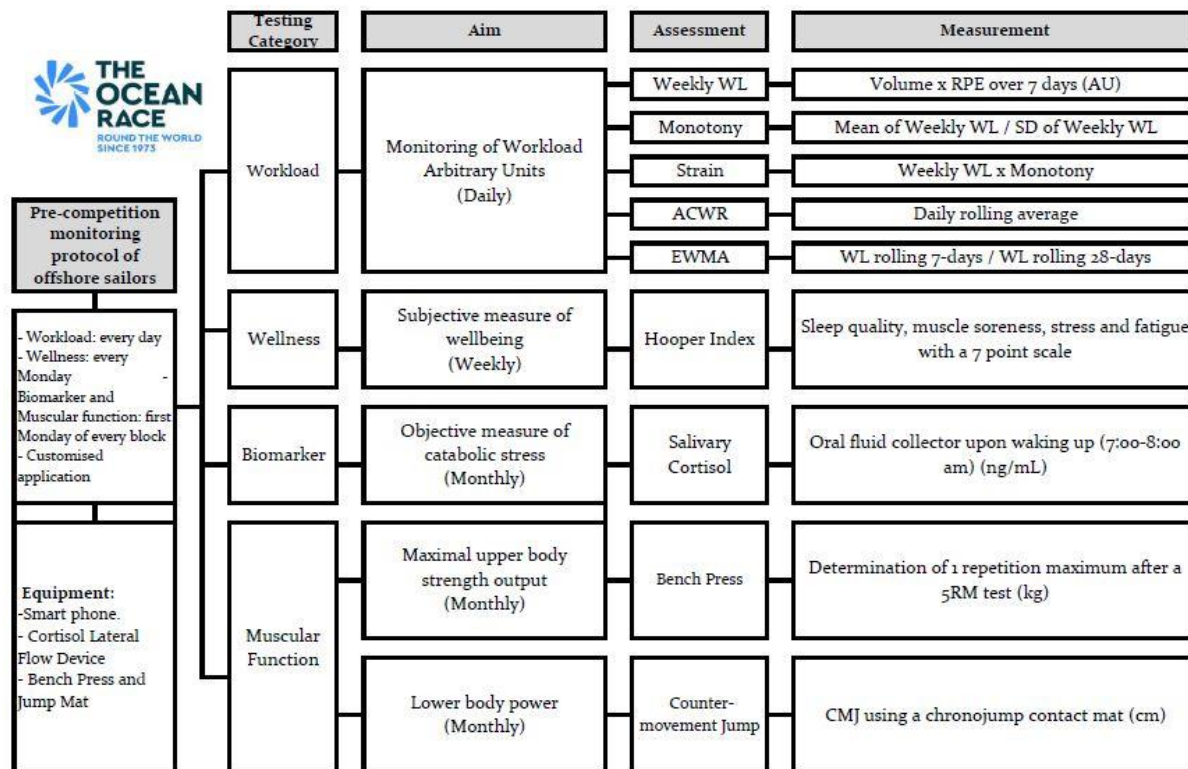 Testing
Category
Aim
Assessment
Measurement
THE
OCEAN
RACE
ROUND THE WORLD
SINCE 1973
Pre-competition
monitoring
protocol of
offshore sailors
- Workload: every day
- Wellness: every
Monday -
Biomarker and
Muscular function: first
Monday of every block
- Customised
application
Equipment:
-Smart phone.
- Cortisol Lateral
Flow Device
- Bench Press and
Jump Mat
Workload
Monitoring of Workload
Arbitrary Units
(Daily)
Weekly WL
Volume x RPE over 7 days (AU)
Monotony
Mean of Weekly WL / SD of Weekly WL
Strain
Weekly WL x Monotony
ACWR
Daily rolling average
EWMA
WL rolling 7-days / WL rolling 28-days
Wellness
Subjective measure of
wellbeing
(Weekly)
Hooper Index
Sleep quality, muscle soreness, stress and fatigue
with a 7 point scale
Biomarker
Objective measure of
catabolic stress
(Monthly)
Salivary
Cortisol
Oral fluid collector upon waking up (7:00-8:00
am) (ng/mL)
Muscular
Function
Maximal upper body
strength output
(Monthly)
Bench Press
Determination of 1 repetition maximum after a
5RM test (kg)
Lower body power
(Monthly)
Counter-
movement Jump
CMJ using a chronojump contact mat (cm)